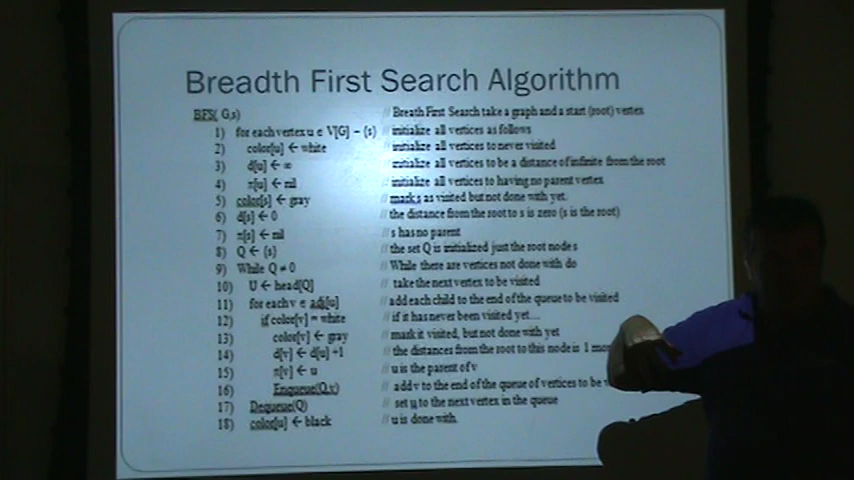 Breadth First Search Algorithm
BFS( G,s) // Breath First Search take a graph and a start (root) vertex
1) for each vertex u ∈ V[G] – {s} // initialize all vertices as follows
2) color[u] ← white // initialize all vertices to never visited
3) d[u] ← ∞ // initialize all vertices to be a distance of infinite from the root
4) π[u] ← nil // initialize all vertices to having no parent vertex
5) color[s] ← gray // mark s as visited but not done with yet.
6) d[s] ← 0 // the distance from the root to s is zero (s is the root)
7) π[s] ← nil // s has no parent
8) Q ← {s} // the set Q is initialized just the root node s
9) While Q ≠ 0 // While there are vertices not done with do
10) U ← head[Q] // take the next vertex to be visited
11) for each v ∈ adj[u] // add each child to the end of the queue to be visited
12) if color[v] = white // if it has never been visited yet…
13) color[v] ← gray // mark it visited, but not done with yet
14) d[v] ← d[u] +1 // the distances from the root to this node is 1
15) π[v] ← u // u is the parent of v
16) Enqueue(Q,v) // add v to the end of the queue of vertices to be
17) Dequeue(Q) // set u to the next vertex in the queue
18) color[u] ← black // u is done with.